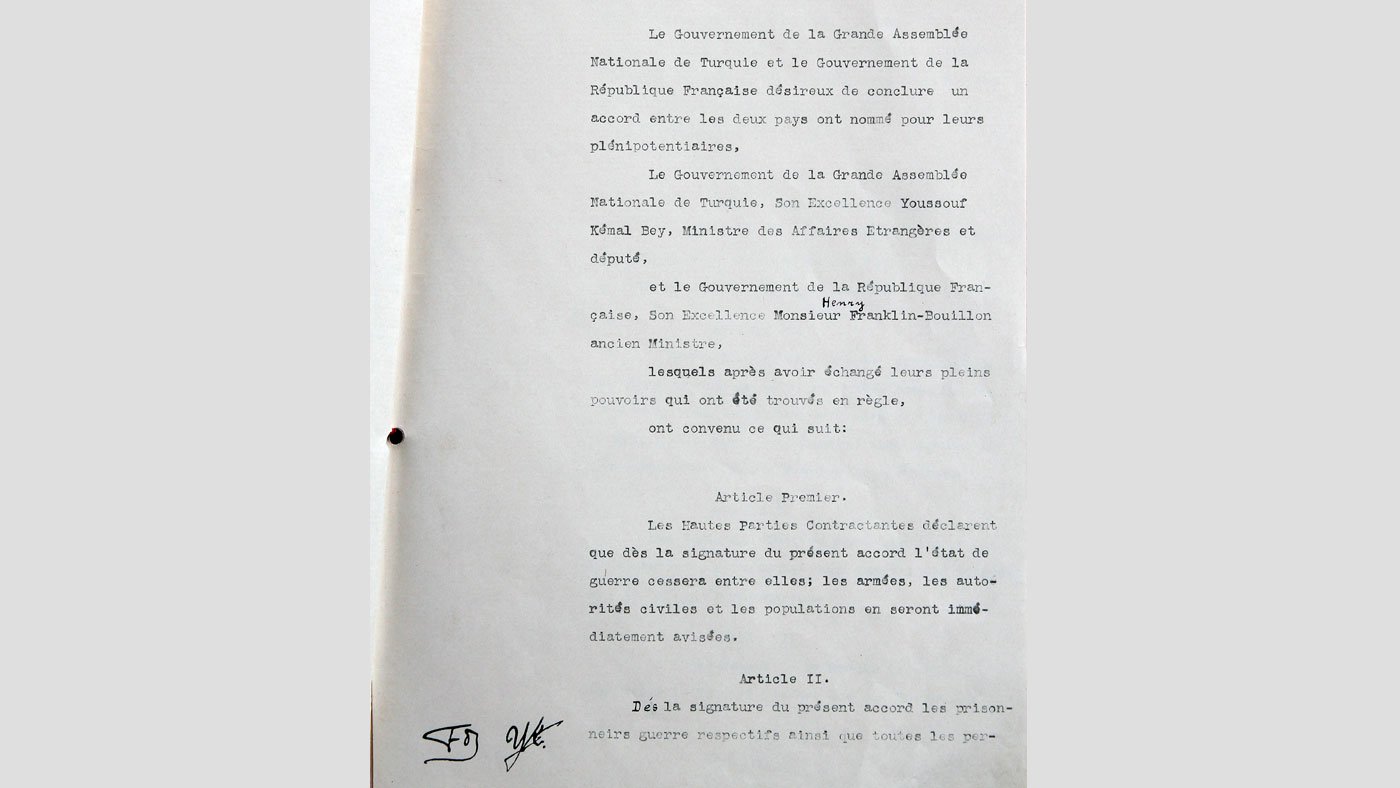 Le Gouvernement de la Grande Assemblée
Nationale de Turquie et le Gouvernement de la
République Française désireux de conclure un
accord entre les deux pays ont nommé pour leurs
plénipotentiaires,
Le Gouvernement de la Grande Assemblée
Nationale de Turquie, Son Excellence Youssouf
Kémal Bey, Ministre des Affaires Etrangères et
député,
et le Gouvernement de la République Fran-
Henry
çaise, Son Excellence Monsieur Franklin-Bouillon
ancien Ministre,
lesquels après avoir échangé leurs pleins
pouvoirs qui ont été trouvés en règle,
ont convenu ce qui suit:
Article Premier.
Les Hautes Parties Contractantes déclarent
que dès la signature du présent accord l'état de
guerre cessera entre elles; les armées, les auto-
rités civiles et les populations en seront immé-
diatement avisées.
Article II.
Dés la signature du présent accord les prison-
neirs guerre respectifs ainsi que toutes les per-